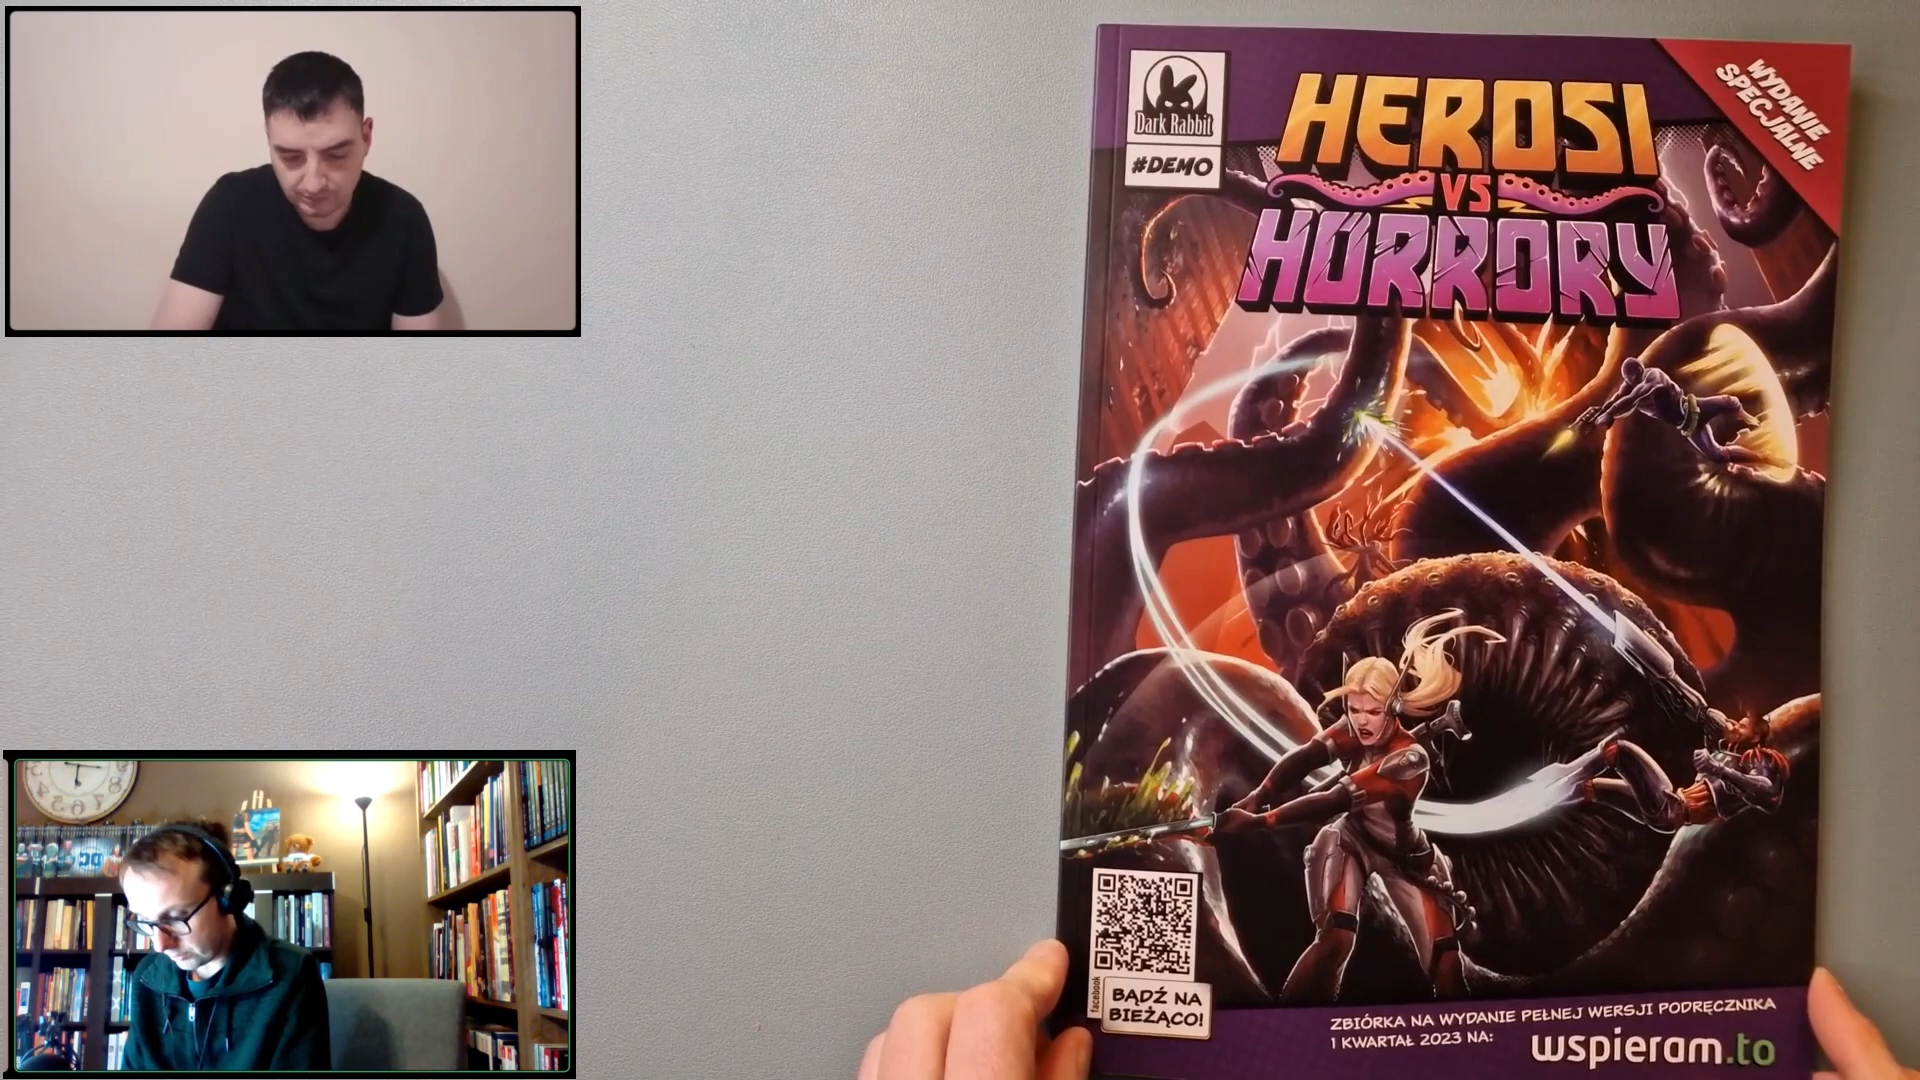 Dark Rabbit
#DEMO
HEROSI
VS
HORRORY
WYDANIE
SPECJALNE
DC
facebook
BĄDŹ NA
BIEŻĄCO!
ZBIÓRKA NA WYDANIE PEŁNEJ WERSJI PODRĘCZNIKA
1 KWARTAŁ 2023 NA:
wspieram.to